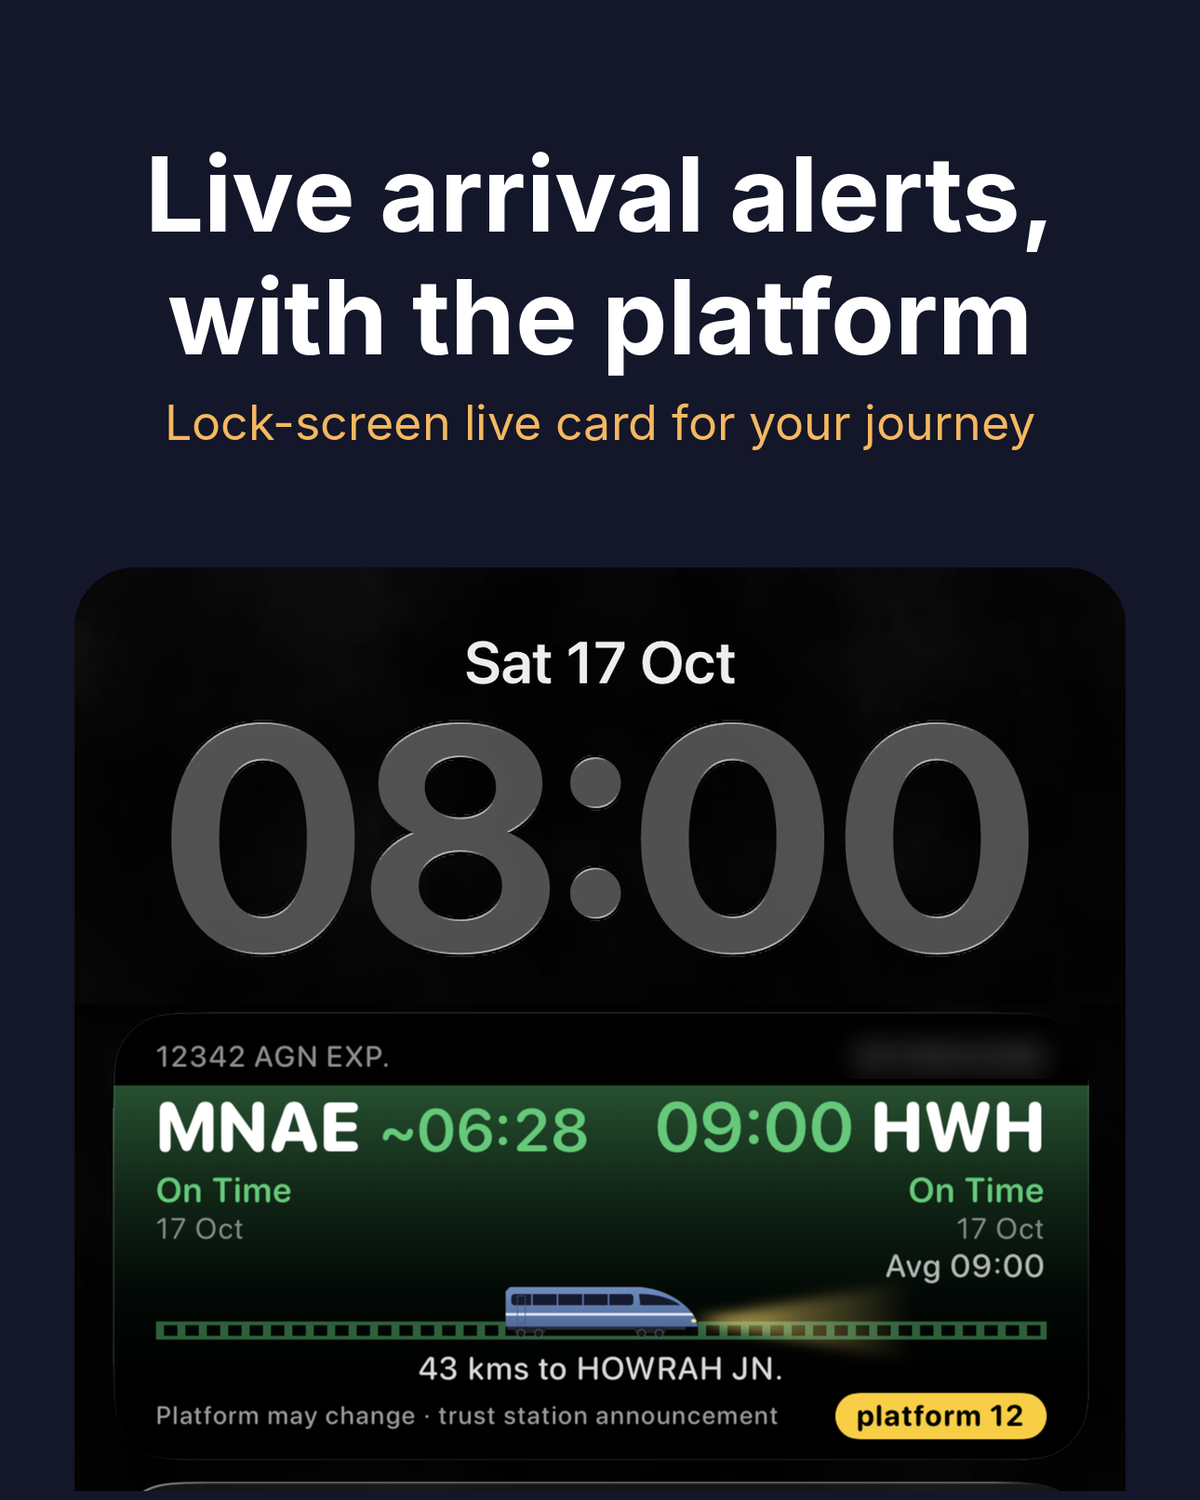 Live arrival alerts,
with the platform
Lock-screen live card for your journey
Sat 17 Oct
08:00
12342 AGN EXP.
MNAE ~06:28 09:00 HWH
On Time On Time
17 Oct 17 Oct
Avg 09:00
43 kms to HOWRAH JN.
Platform may change · trust station announcement platform 12